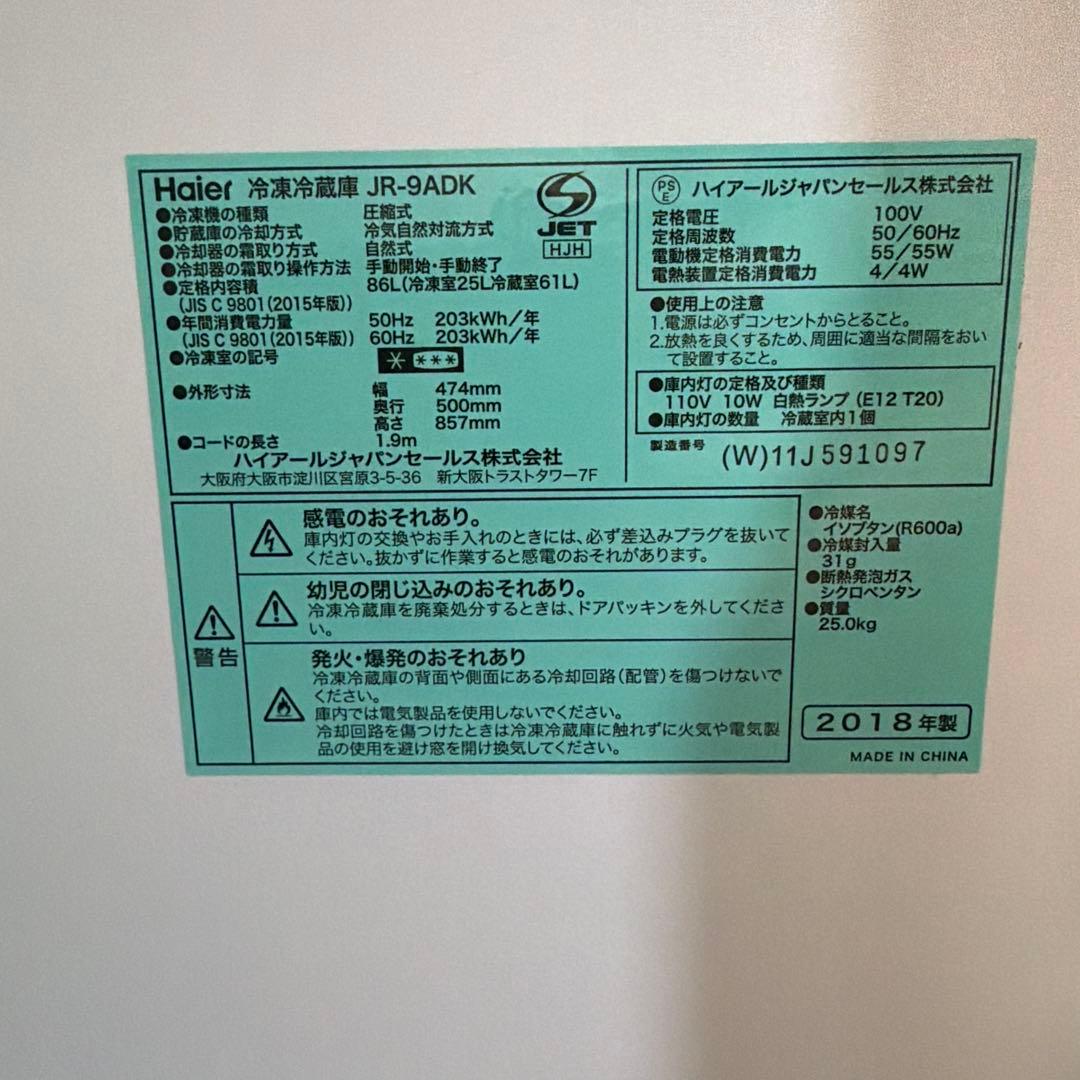 Haier 冷凍冷蔵庫 JR-9ADK
●冷凍機の種類 圧縮式
●貯蔵庫の冷却方式 冷気自然対流方式
●冷却器の霜取り方式 自然式
●冷却器の霜取り操作方法 手動開始・手動終了
●定格内容積 86L(冷凍室25L冷蔵室61L)
(JIS C 9801(2015年版))
●年間消費電力量 50Hz 203kWh/年
(JIS C 9801(2015年版)) 60Hz 203kWh/年
●冷凍室の記号 * ***
●外形寸法 幅 474mm
奥行 500mm
高さ 857mm
●コードの長さ 1.9m
ハイアールジャパンセールス株式会社
大阪府大阪市淀川区宮原3-5-36 新大阪トラストタワー7F
JET
HJH
PS
E
ハイアールジャパンセールス株式会社
定格電圧 100V
定格周波数 50/60Hz
電動機定格消費電力 55/55W
電熱装置定格消費電力 4/4W
●使用上の注意
1.電源は必ずコンセントからとること。
2.放熱を良くするため、周囲に適当な間隔をおい
て設置すること。
●庫内灯の定格及び種類
110V 10W 白熱ランプ (E12 T20)
●庫内灯の数量 冷蔵室内1個
製造番号 (W)11J591097
警告
感電のおそれあり。
庫内灯の交換やお手入れのときには、必ず差込みプラグを抜いて
ください。抜かずに作業すると感電のおそれがあります。
幼児の閉じ込みのおそれあり。
冷凍冷蔵庫を廃棄処分するときは、ドアパッキンを外してくださ
い。
発火・爆発のおそれあり
冷凍冷蔵庫の背面や側面にある冷却回路(配管)を傷つけないで
ください。
庫内では電気製品を使用しないでください。
冷却回路を傷つけたときは冷凍冷蔵庫に触れずに火気や電気製
品の使用を避け窓を開け換気してください。
●冷媒名
イソブタン(R600a)
●冷媒封入量
31g
●断熱発泡ガス
シクロペンタン
●質量
25.0kg
2018年製
MADE IN CHINA